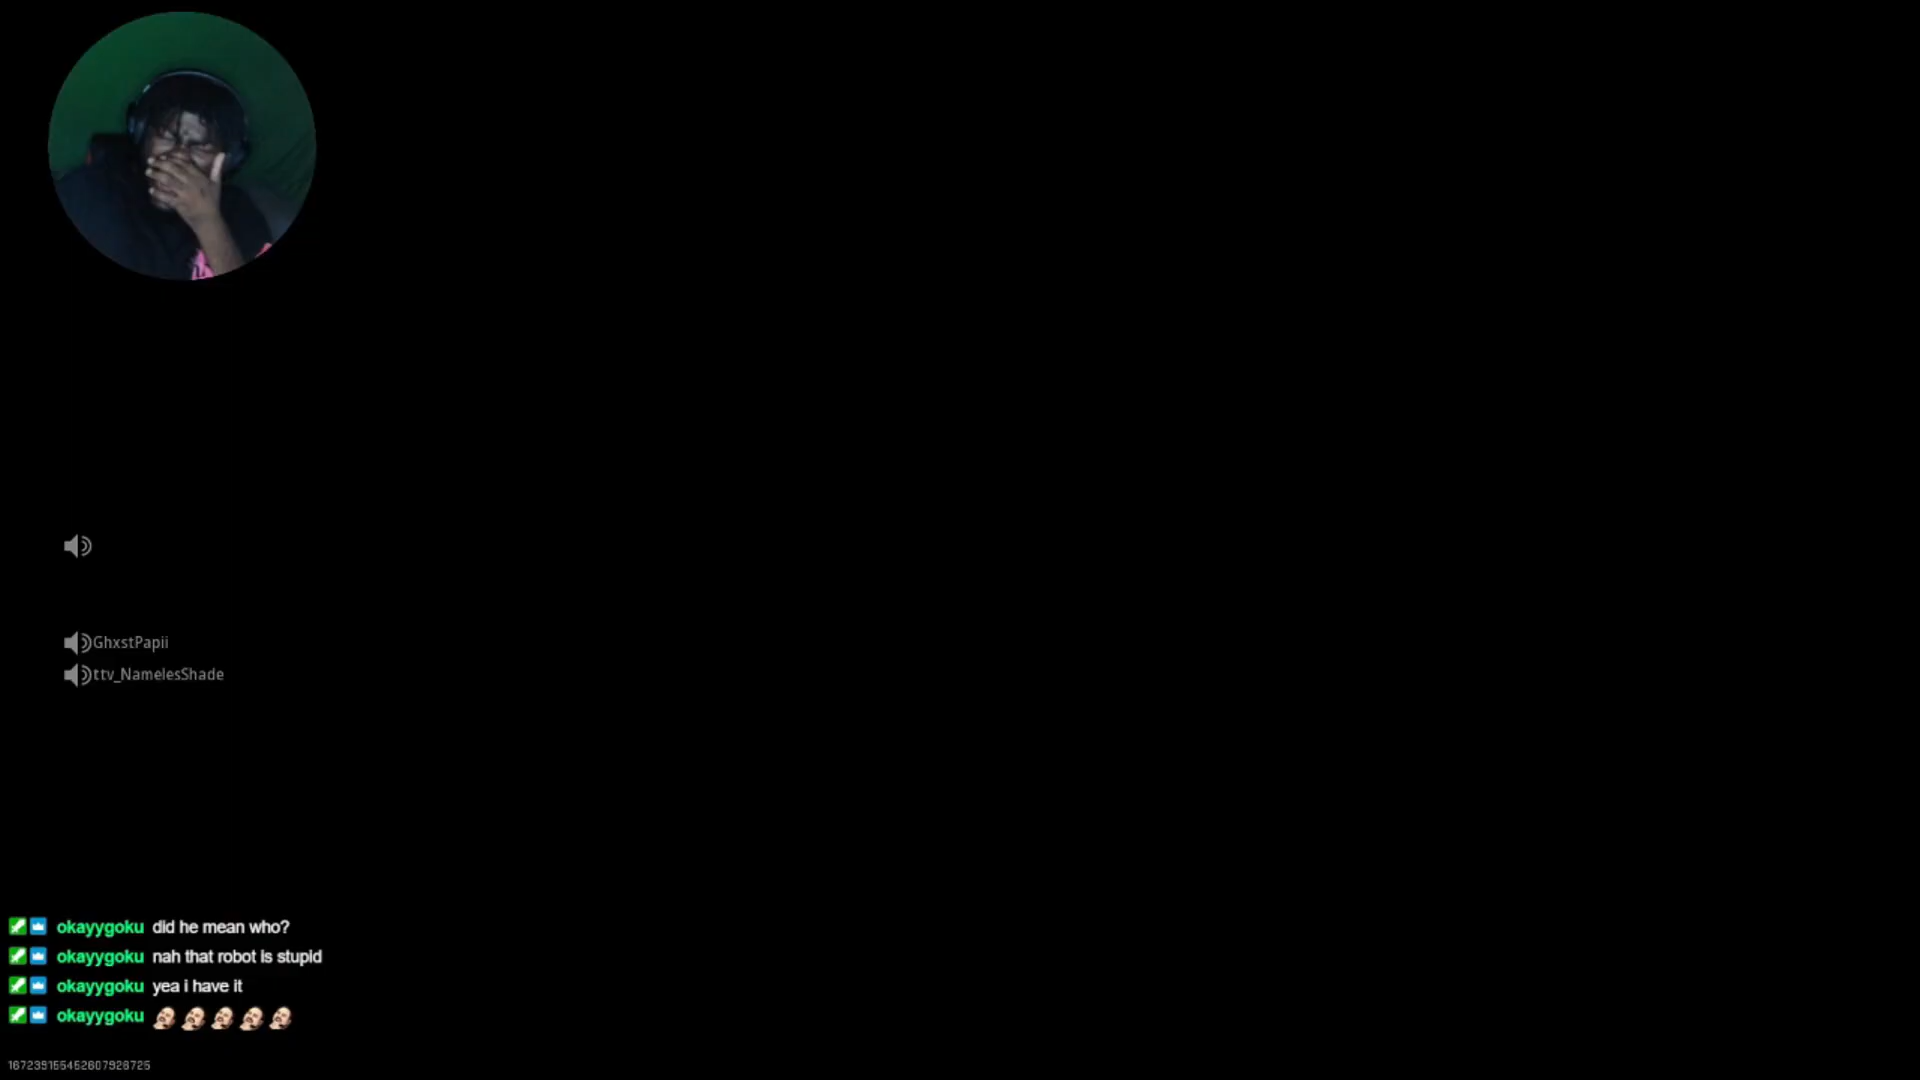 GhxstPapii
ttv_NamelesShade
okayygoku did he mean who?
okayygoku nah that robot is stupid
okayygoku yea i have it
okayygoku